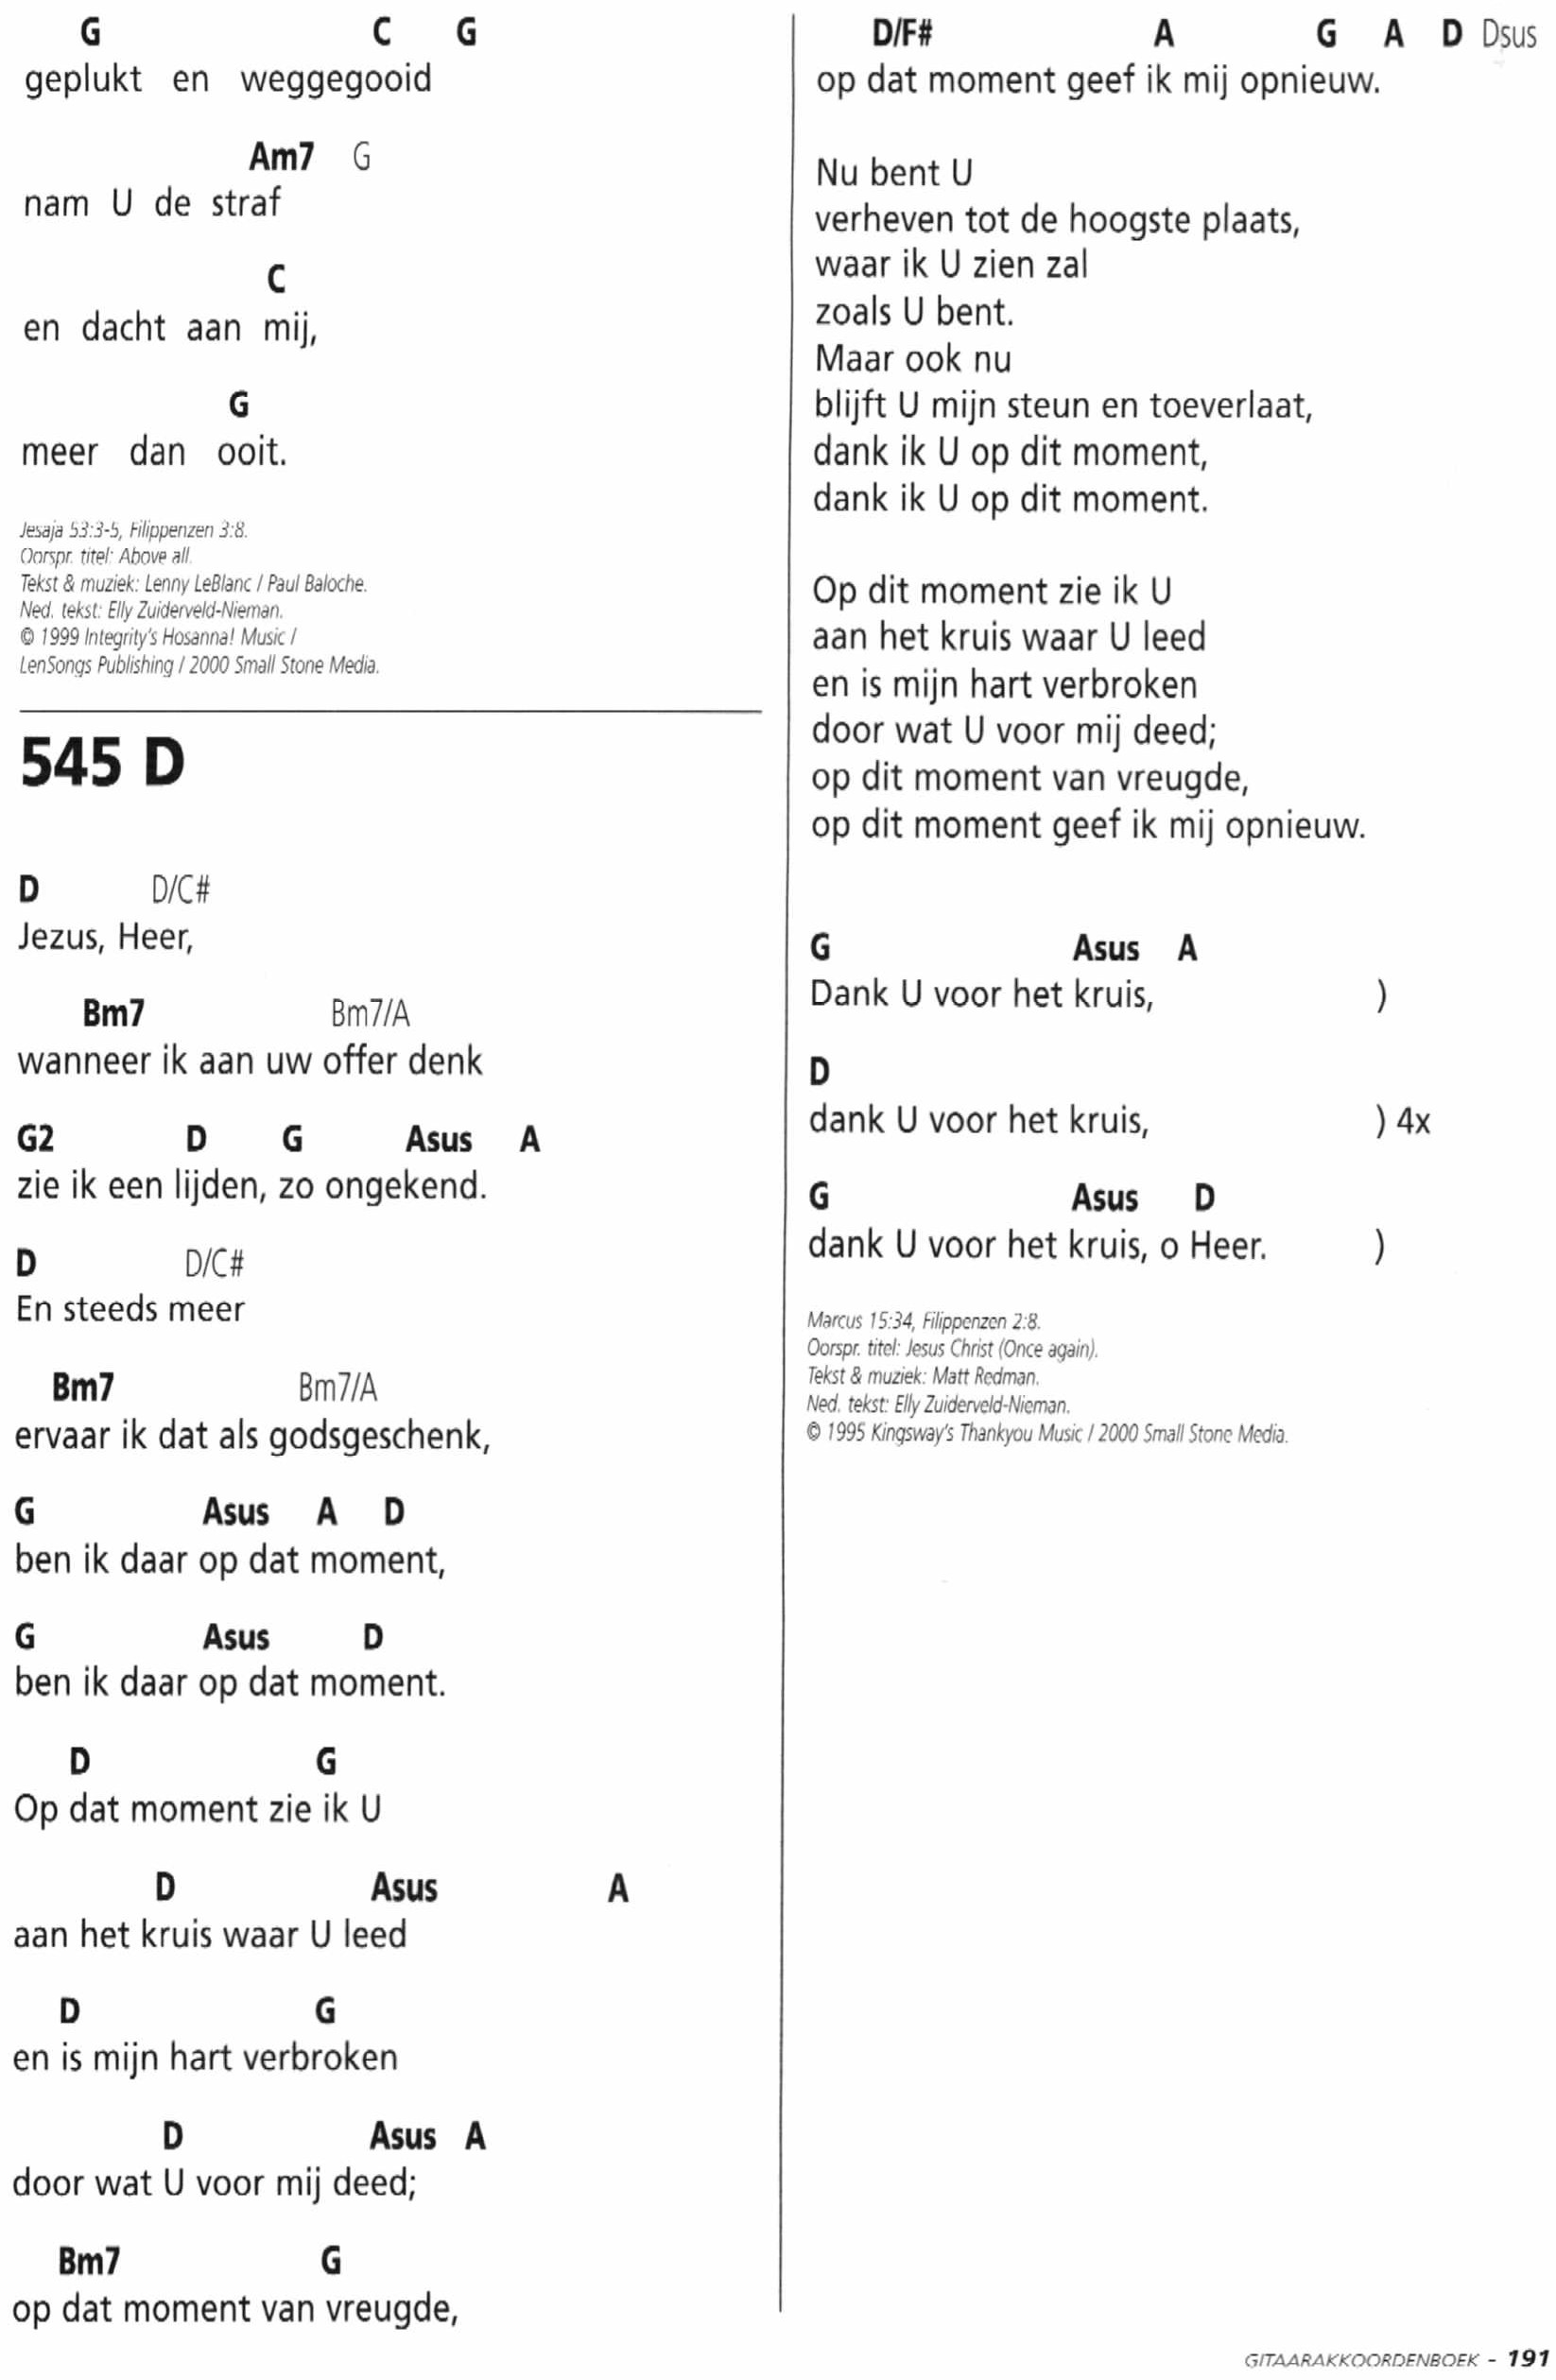 G C G
geplukt en weggegooid
Am7 G
nam U de straf
C
en dacht aan mij,
G
meer dan ooit.
Jesaja 53:3-5, Filippenzen 3:8.
Oorspr. titel: Above all.
Tekst & muziek: Lenny LeBlanc / Paul Baloche.
Ned. tekst: Elly Zuiderveld-Nieman.
© 1999 Integrity's Hosanna! Music /
LenSongs Publishing / 2000 Small Stone Media.
545 D
D D/C#
Jezus, Heer,
Bm7 Bm7/A
wanneer ik aan uw offer denk
G2 D G Asus A
zie ik een lijden, zo ongekend.
D D/C#
En steeds meer
Bm7 Bm7/A
ervaar ik dat als godsgeschenk,
G Asus A D
ben ik daar op dat moment,
G Asus D
ben ik daar op dat moment.
D G
Op dat moment zie ik U
D Asus A
aan het kruis waar U leed
D G
en is mijn hart verbroken
D Asus A
door wat U voor mij deed;
Bm7 G
op dat moment van vreugde,
D/F# A G A D Dsus
op dat moment geef ik mij opnieuw.
Nu bent U
verheven tot de hoogste plaats,
waar ik U zien zal
zoals U bent.
Maar ook nu
blijft U mijn steun en toeverlaat,
dank ik U op dit moment,
dank ik U op dit moment.
Op dit moment zie ik U
aan het kruis waar U leed
en is mijn hart verbroken
door wat U voor mij deed;
op dit moment van vreugde,
op dit moment geef ik mij opnieuw.
G Asus A
Dank U voor het kruis, )
D
dank U voor het kruis, ) 4x
G Asus D
dank U voor het kruis, o Heer. )
Marcus 15:34, Filippenzen 2:8.
Oorspr. titel: Jesus Christ (Once again).
Tekst & muziek: Matt Redman.
Ned. tekst: Elly Zuiderveld-Nieman.
© 1995 Kingsway's Thankyou Music / 2000 Small Stone Media.
GITAARAKKOORDENBOEK - 191